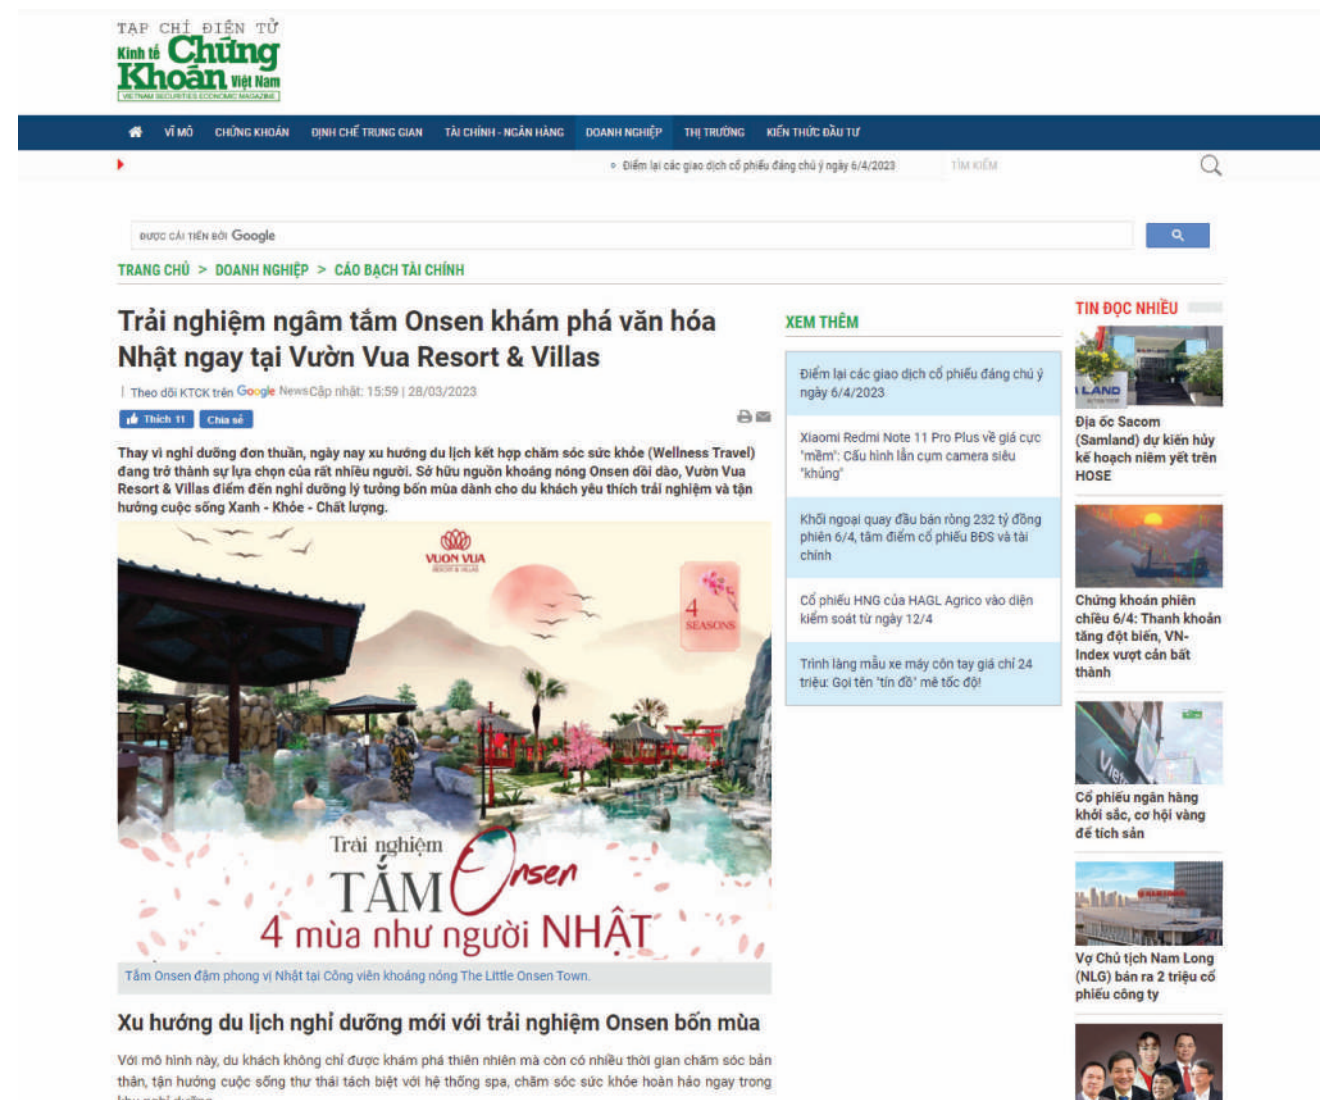 TẠP CHÍ ĐIỆN TỬ
Kinh tế Chứng
Khoán Việt Nam
VIETNAM SECURITIES ECONOMIC MAGAZINE
VĨ MÔ CHỨNG KHOÁN ĐỊNH CHẾ TRUNG GIAN TÀI CHÍNH - NGÂN HÀNG DOANH NGHIỆP THỊ TRƯỜNG KIẾN THỨC ĐẦU TƯ
Điểm lại các giao dịch cổ phiếu đáng chú ý ngày 6/4/2023
TÌM KIẾM
ĐƯỢC CẢI TIẾN BỞI Google
TRANG CHỦ > DOANH NGHIỆP > CÁO BẠCH TÀI CHÍNH
Trải nghiệm ngâm tắm Onsen khám phá văn hóa
Nhật ngay tại Vườn Vua Resort & Villas
| Theo dõi KTCK trên Google News Cập nhật: 15:59 | 28/03/2023
Thích 11 Chia sẻ
Thay vì nghỉ dưỡng đơn thuần, ngày nay xu hướng du lịch kết hợp chăm sóc sức khỏe (Wellness Travel)
đang trở thành sự lựa chọn của rất nhiều người. Sở hữu nguồn khoáng nóng Onsen dồi dào, Vườn Vua
Resort & Villas điểm đến nghỉ dưỡng lý tưởng bốn mùa dành cho du khách yêu thích trải nghiệm và tận
hưởng cuộc sống Xanh - Khỏe - Chất lượng.
VUON VUA
RESORT & VILLAS
4
SEASONS
Trải nghiệm
TẮM Onsen
4 mùa như người NHẬT
Tắm Onsen đậm phong vị Nhật tại Công viên khoáng nóng The Little Onsen Town.
Xu hướng du lịch nghỉ dưỡng mới với trải nghiệm Onsen bốn mùa
Với mô hình này, du khách không chỉ được khám phá thiên nhiên mà còn có nhiều thời gian chăm sóc bản
thân, tận hưởng cuộc sống thư thái tách biệt với hệ thống spa, chăm sóc sức khỏe hoàn hảo ngay trong
XEM THÊM
Điểm lại các giao dịch cổ phiếu đáng chú ý
ngày 6/4/2023
Xiaomi Redmi Note 11 Pro Plus về giá cực
"mềm": Cấu hình lẫn cụm camera siêu
"khủng"
Khối ngoại quay đầu bán ròng 232 tỷ đồng
phiên 6/4, tâm điểm cổ phiếu BĐS và tài
chính
Cổ phiếu HNG của HAGL Agrico vào diện
kiểm soát từ ngày 12/4
Trình làng mẫu xe máy côn tay giá chỉ 24
triệu: Gọi tên "tín đồ" mê tốc độ!
TIN ĐỌC NHIỀU
LAND
Địa ốc Sacom
(Samland) dự kiến hủy
kế hoạch niêm yết trên
HOSE
Chứng khoán phiên
chiều 6/4: Thanh khoản
tăng đột biến, VN-
Index vượt cản bất
thành
Cổ phiếu ngân hàng
khởi sắc, cơ hội vàng
để tích sản
Vợ Chủ tịch Nam Long
(NLG) bán ra 2 triệu cổ
phiếu công ty